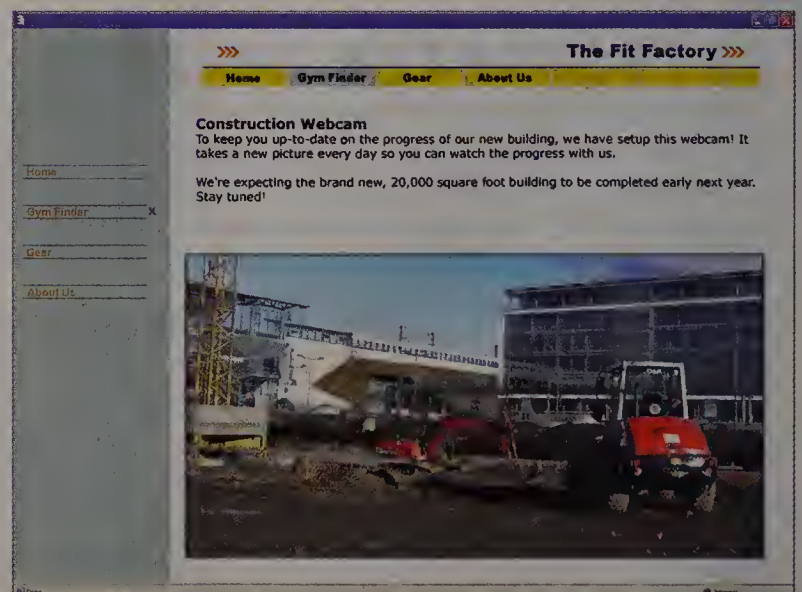 >>>
The Fit Factory >>>
Home Gym Finder Gear About Us
Construction Webcam
To keep you up-to-date on the progress of our new building, we have setup this webcam! It
takes a new picture every day so you can watch the progress with us.
We're expecting the brand new, 20,000 square foot building to be completed early next year.
Stay tuned!
Home
Gym Finder x
Gear
About Us